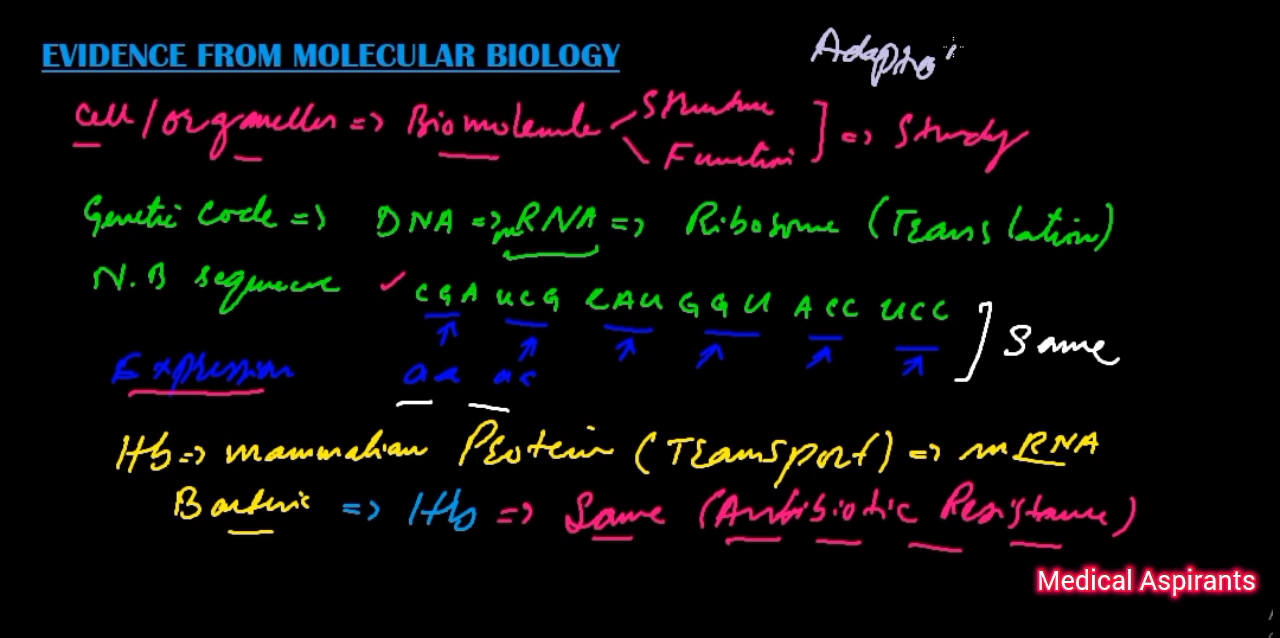 EVIDENCE FROM MOLECULAR BIOLOGY
Cell / organelles => Biomolecule Structure Function ] => Study
Genetic Code => DNA => mRNA => Ribosome (Translation)
N.B sequence ✓ CGA UCG CAU GGU ACC UCC ] Same
Expression aa aa
Hb => mammalian Protein (Transport) => mRNA
Bacteria => Hb => Same (Antibiotic Resistance)
Medical Aspirants